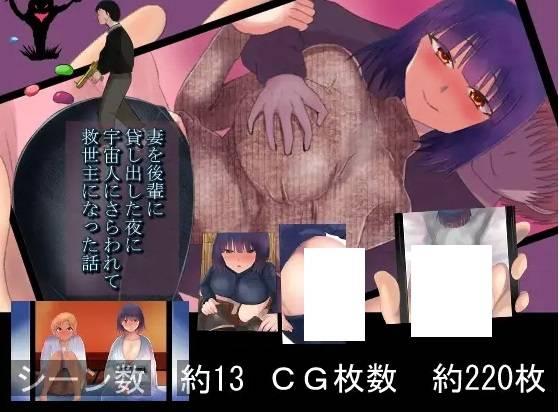 妻を後輩に
貸し出した夜に
宇宙人にさらわれて
救世主になった話
シーン数 約13 CG枚数 約220枚